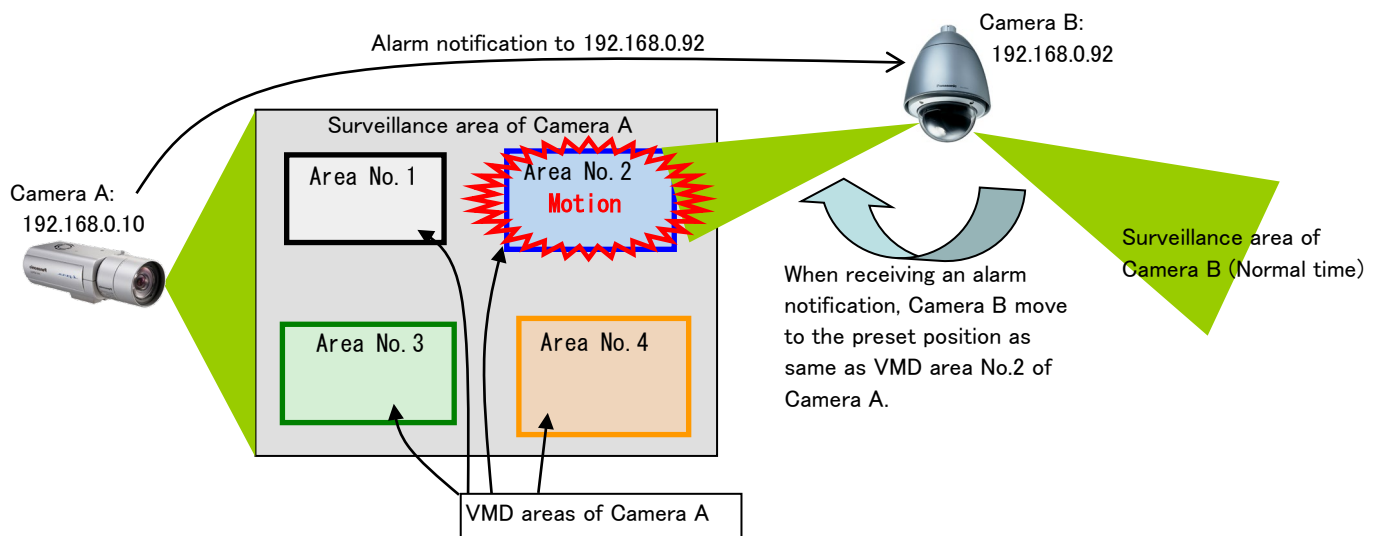 Camera B:
192.168.0.92
Alarm notification to 192.168.0.92
Surveillance area of Camera A
Area No. 1
Area No. 2
Motion
Camera A:
192.168.0.10
Surveillance area of
Camera B (Normal time)
When receiving an alarm
notification, Camera B move
to the preset position as
same as VMD area No.2 of
Camera A.
Area No. 3
Area No. 4
VMD areas of Camera A